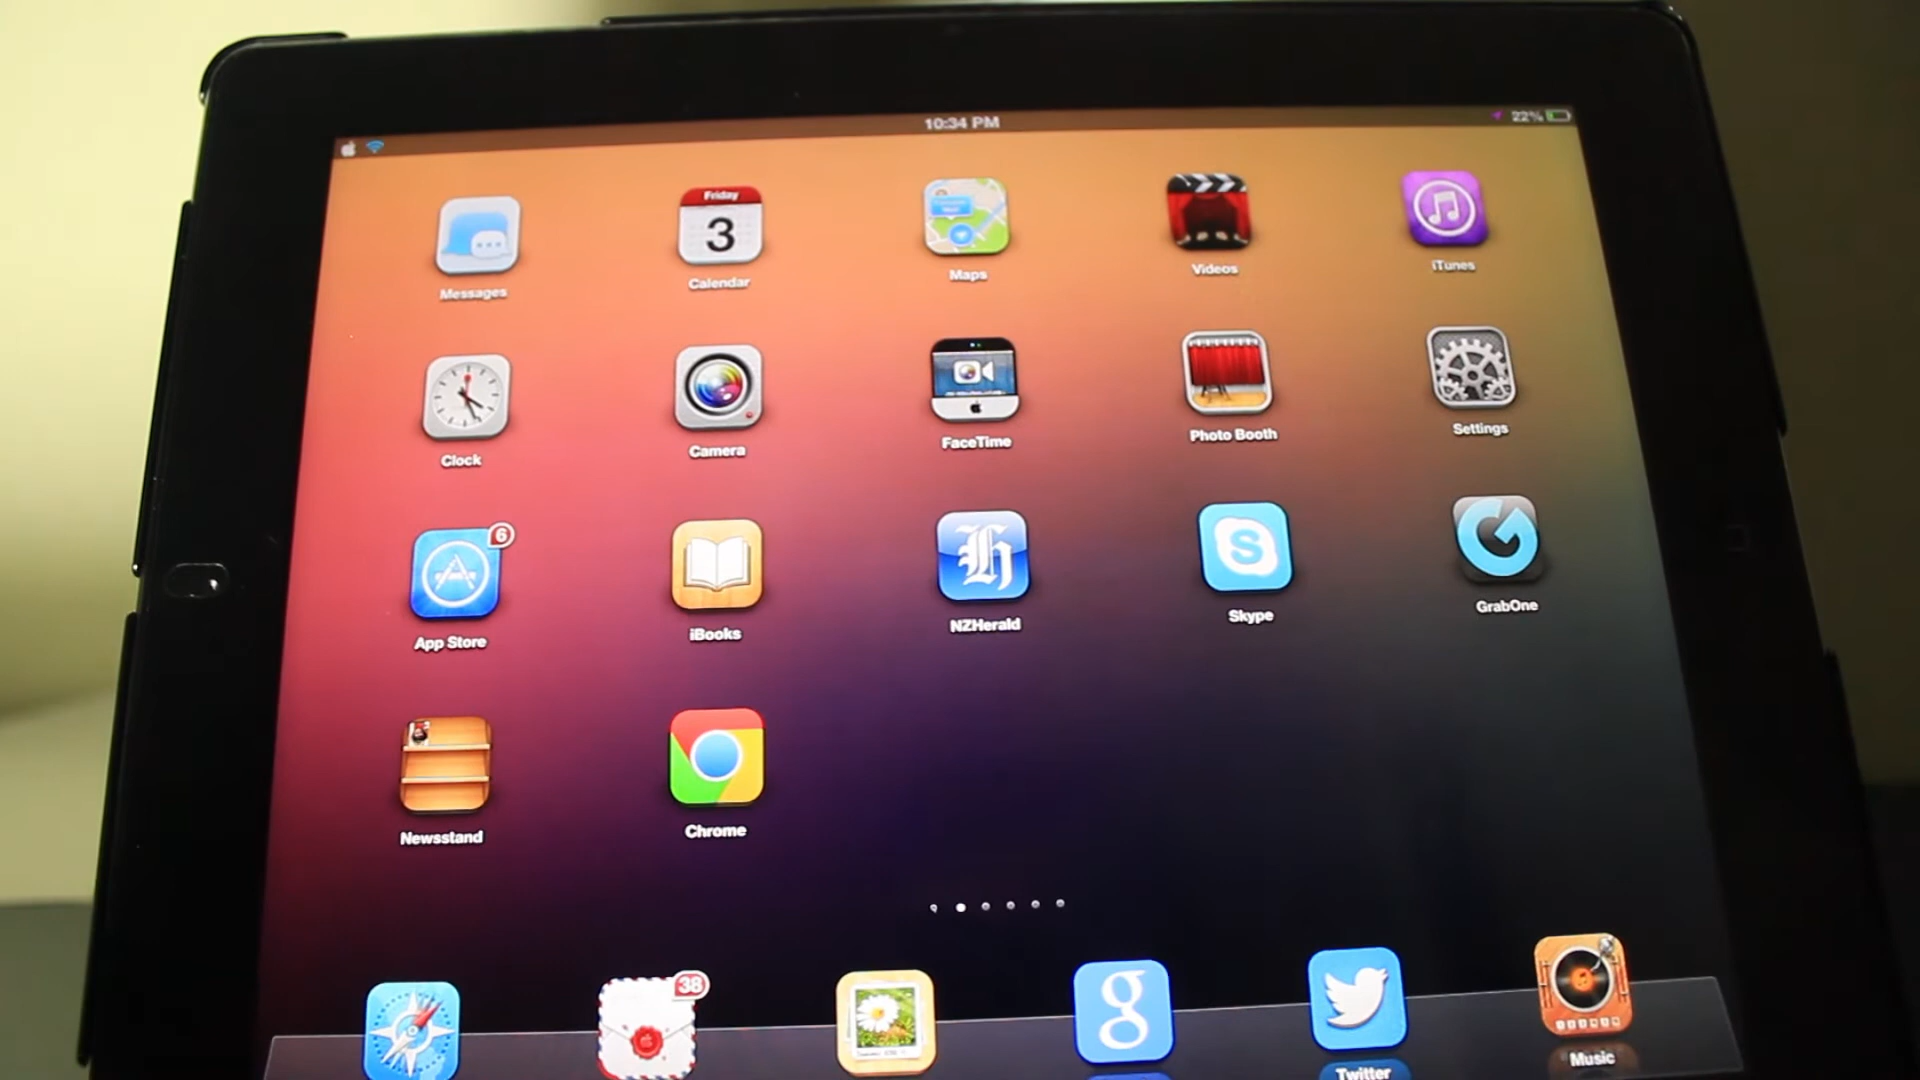 10:34 PM
22%
Friday
3
Messages
Calendar
Maps
Videos
iTunes
Clock
Camera
FaceTime
Photo Booth
Settings
6
App Store
iBooks
NZHerald
Skype
GrabOne
Newsstand
Chrome
38
Twitter
Music